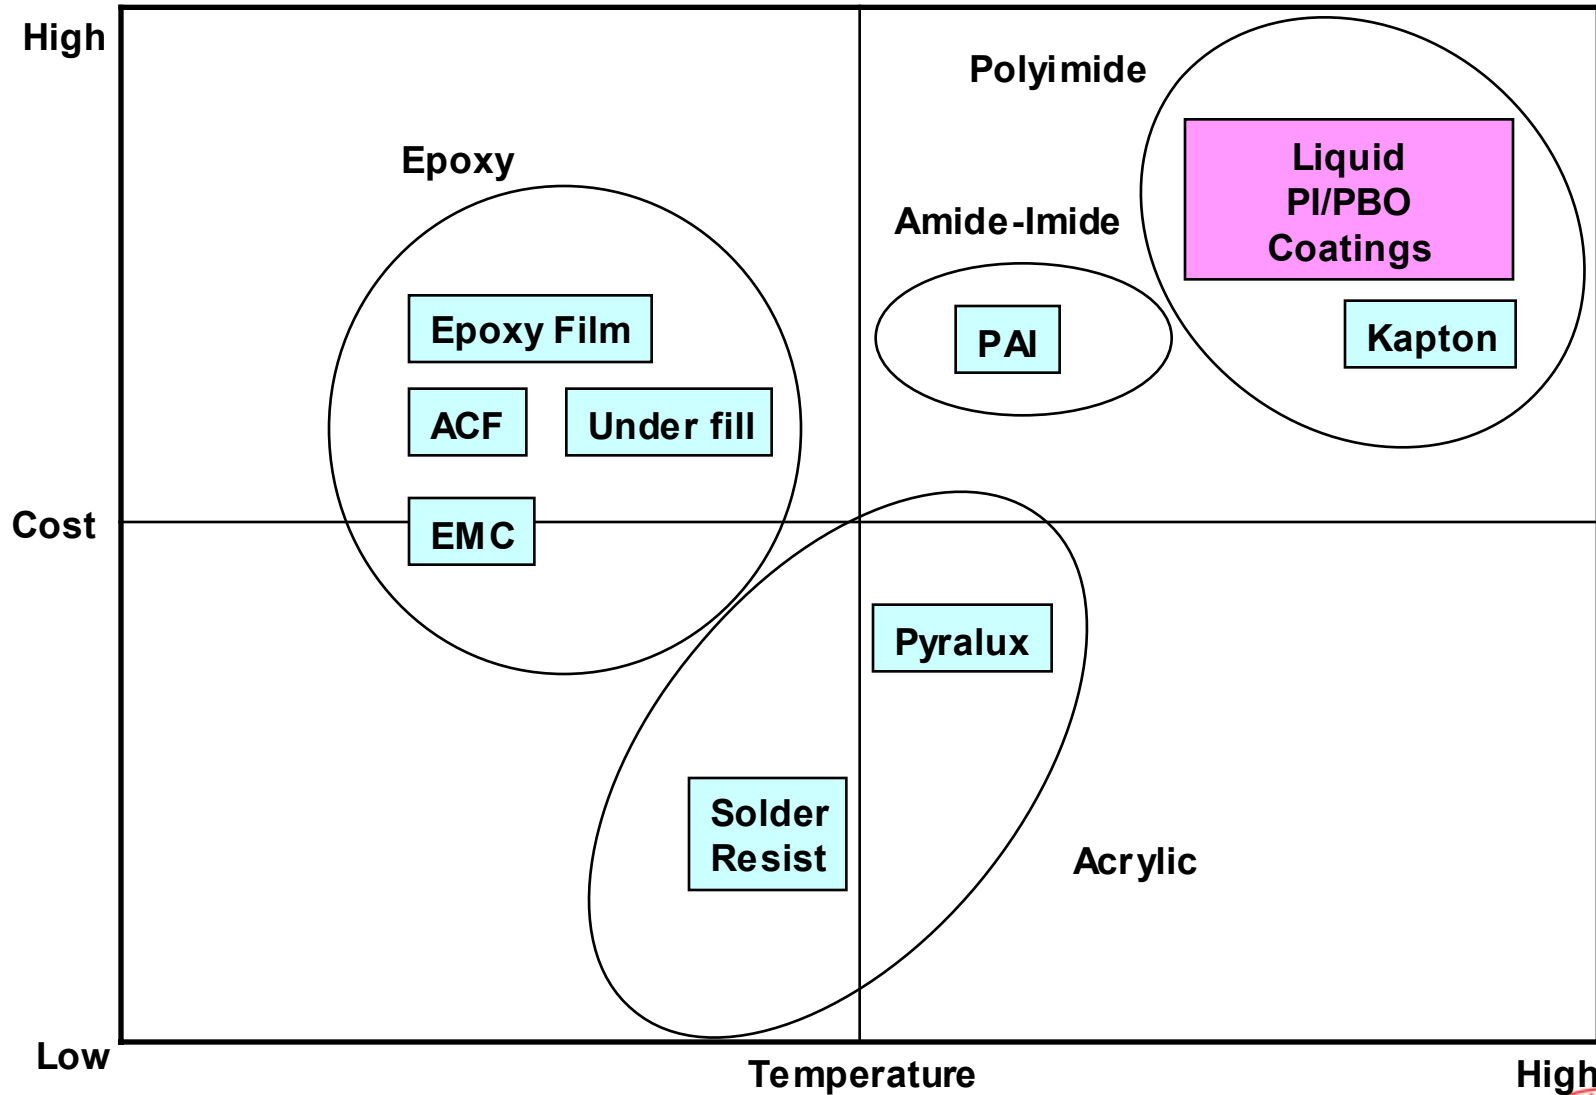 High
Polyimide
Liquid
PI/PBO
Coatings
Epoxy
Amide-Imide
Epoxy Film
PAI
Kapton
ACF
Under fill
EMC
Cost
Pyralux
Solder
Resist
Acrylic
Low
Temperature
High